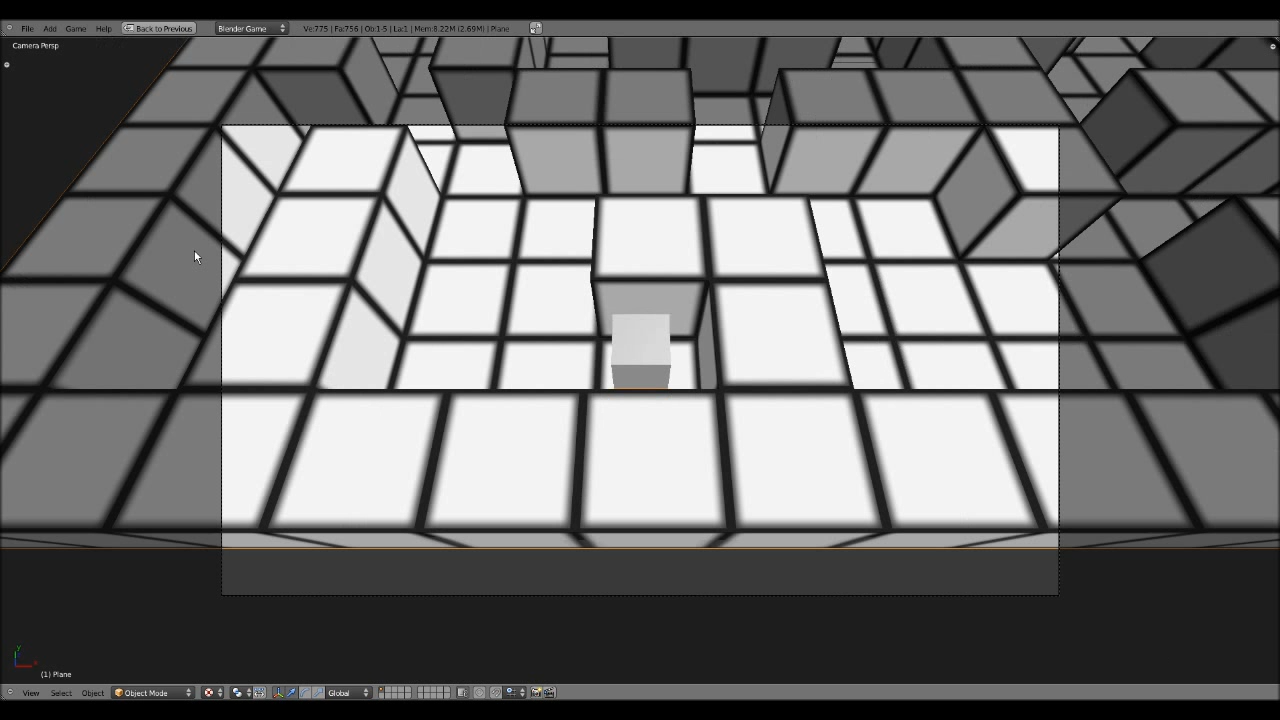 File Add Game Help Back to Previous Blender Game Ve:775 | Fa:756 | Ob:1-5 | La:1 | Mem:8.22M (2.69M) | Plane
Camera Persp
y
x
(1) Plane
View Select Object Object Mode Global